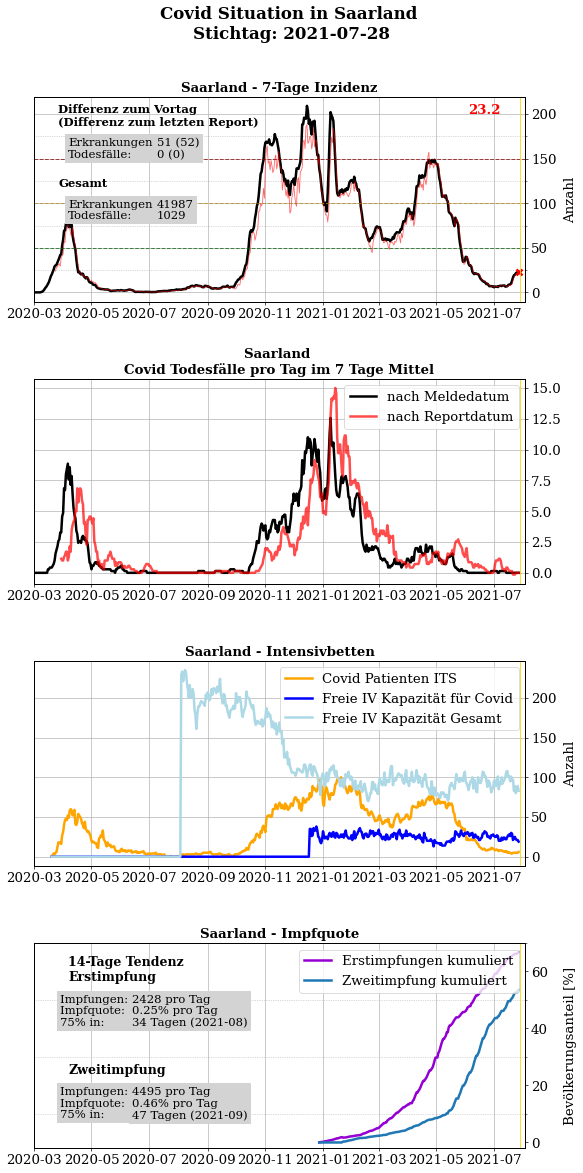 Covid Situation in Saarland
Stichtag: 2021-07-28
Saarland - 7-Tage Inzidenz
Differenz zum Vortag
(Differenz zum letzten Report)
Erkrankungen 51 (52)
Todesfälle: 0 (0)
Gesamt
Erkrankungen 41987
Todesfälle: 1029
23.2
200
150
100
50
0
Anzahl
2020-03 2020-05 2020-07 2020-09 2020-11 2021-01 2021-03 2021-05 2021-07
Saarland
Covid Todesfälle pro Tag im 7 Tage Mittel
nach Meldedatum
nach Reportdatum
15.0
12.5
10.0
7.5
5.0
2.5
0.0
2020-03 2020-05 2020-07 2020-09 2020-11 2021-01 2021-03 2021-05 2021-07
Saarland - Intensivbetten
Covid Patienten ITS
Freie IV Kapazität für Covid
Freie IV Kapazität Gesamt
200
150
100
50
0
Anzahl
2020-03 2020-05 2020-07 2020-09 2020-11 2021-01 2021-03 2021-05 2021-07
Saarland - Impfquote
14-Tage Tendenz
Erstimpfung
Impfungen: 2428 pro Tag
Impfquote: 0.25% pro Tag
75% in: 34 Tagen (2021-08)
Zweitimpfung
Impfungen: 4495 pro Tag
Impfquote: 0.46% pro Tag
75% in: 47 Tagen (2021-09)
Erstimpfungen kumuliert
Zweitimpfung kumuliert
60
40
20
0
Bevölkerungsanteil [%]
2020-03 2020-05 2020-07 2020-09 2020-11 2021-01 2021-03 2021-05 2021-07